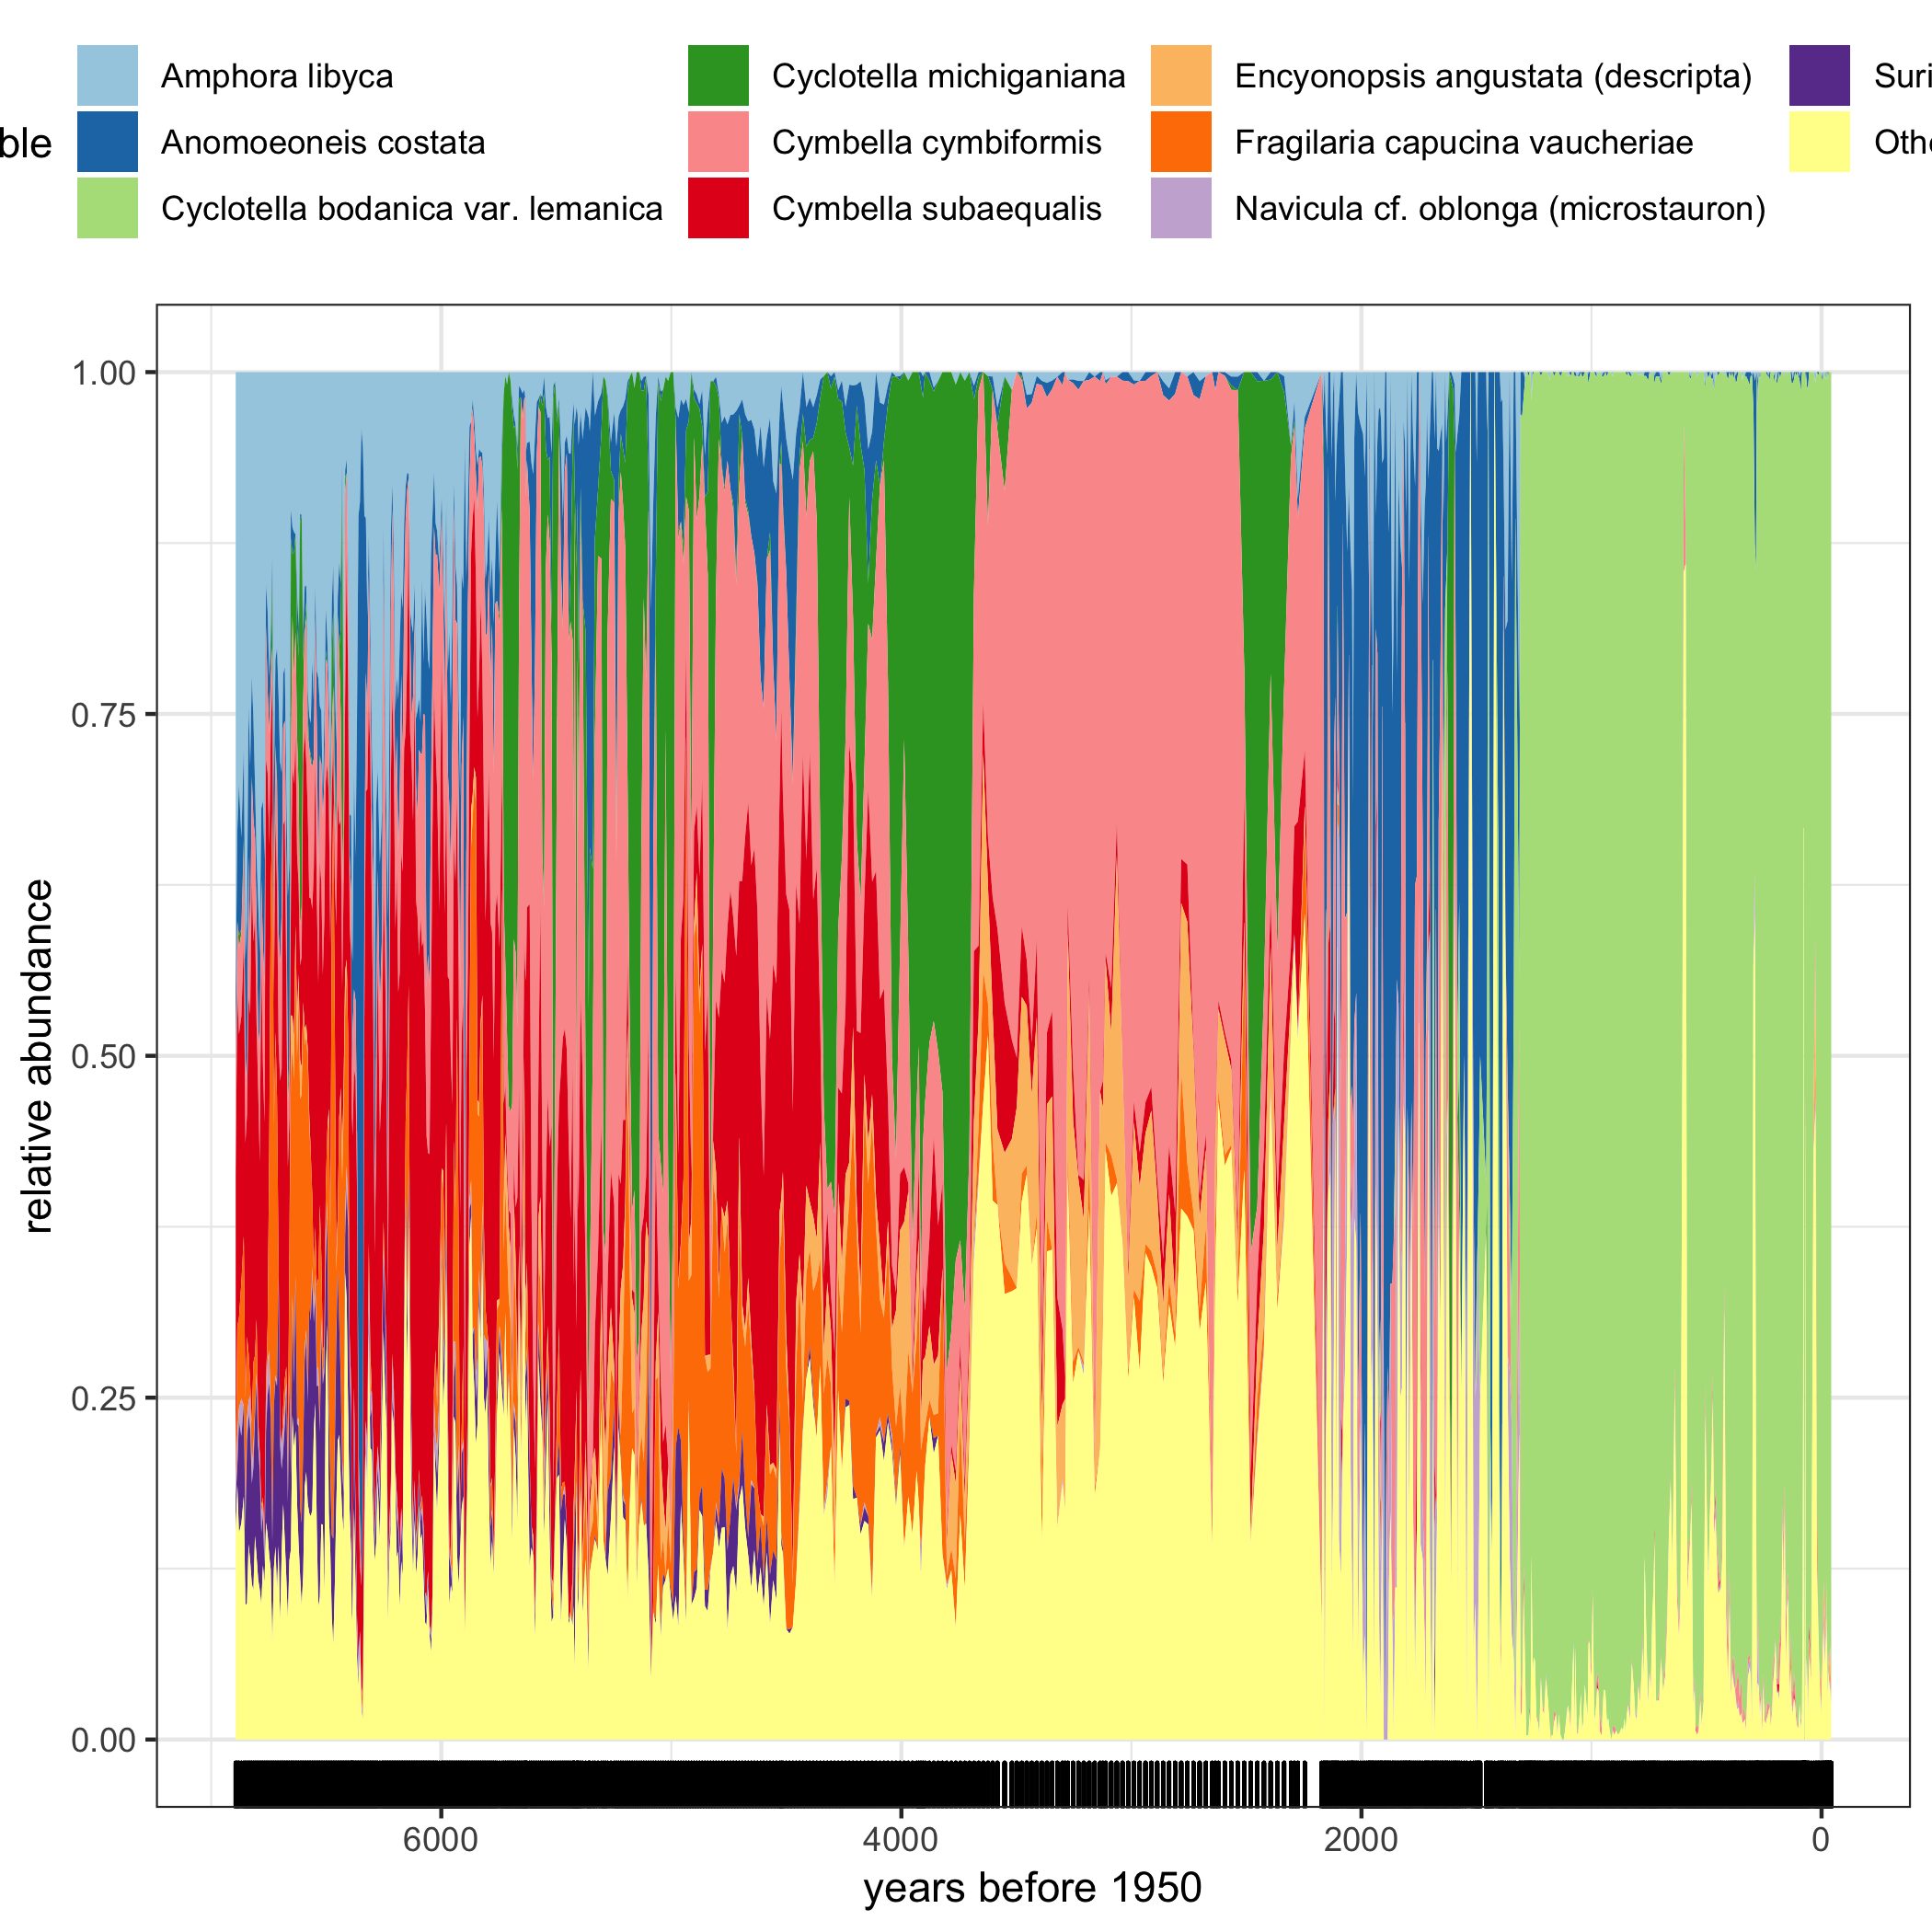 Amphora libyca
Cyclotella michiganiana
Encyonopsis angustata (descripta)
Suri
ble
Anomoeoneis costata
Cymbella cymbiformis
Fragilaria capucina vaucheriae
Othe
Cyclotella bodanica var. lemanica
Cymbella subaequalis
Navicula cf. oblonga (microstauron)
1.00
0.75
0.50
0.25
0.00
relative abundance
6000
4000
2000
0
years before 1950